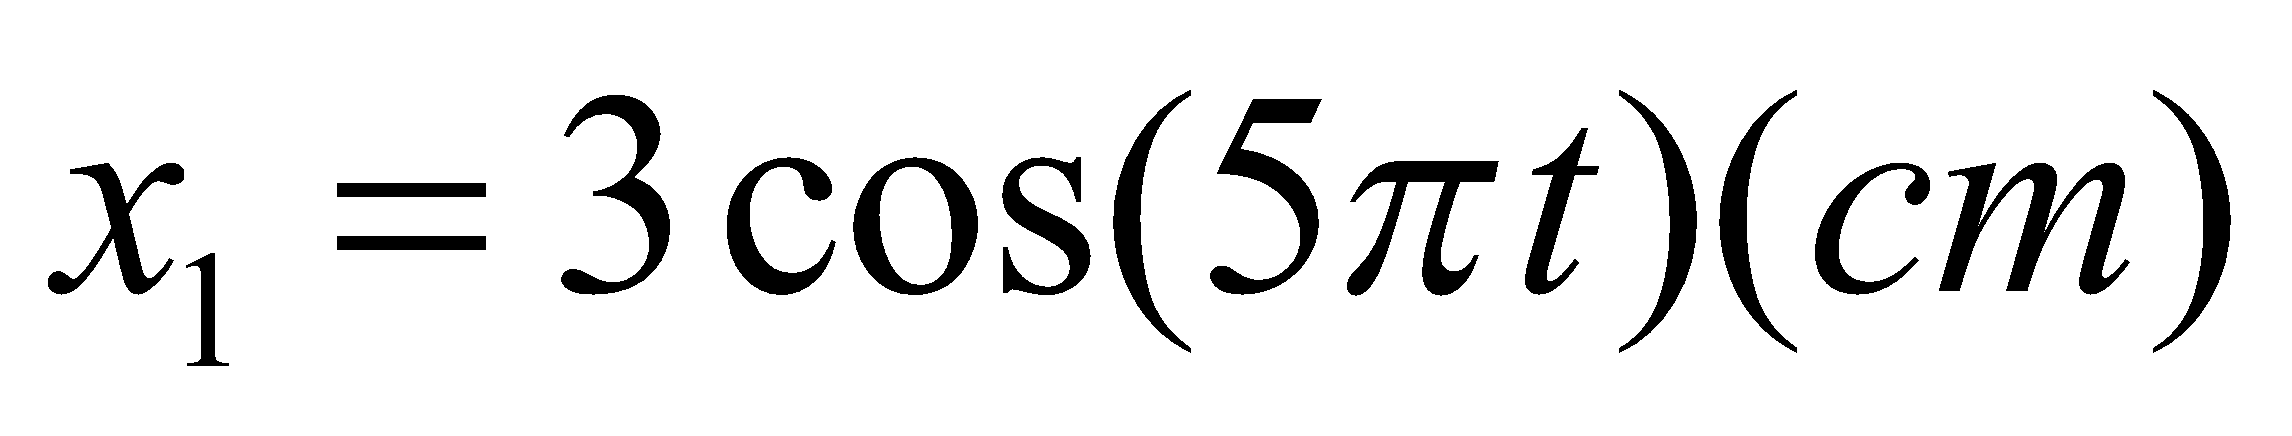 x₁ = 3 cos(5πt)(cm)